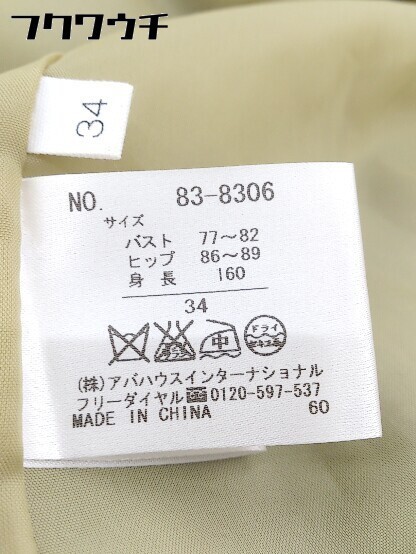 フクウウチ
34
NO. 83-8306
サイズ
バスト 77～82
ヒップ 86～89
身長 160
34
中 ドライ
(株)アバハウスインターナショナル
フリーダイヤル 0120-597-537
MADE IN CHINA 60